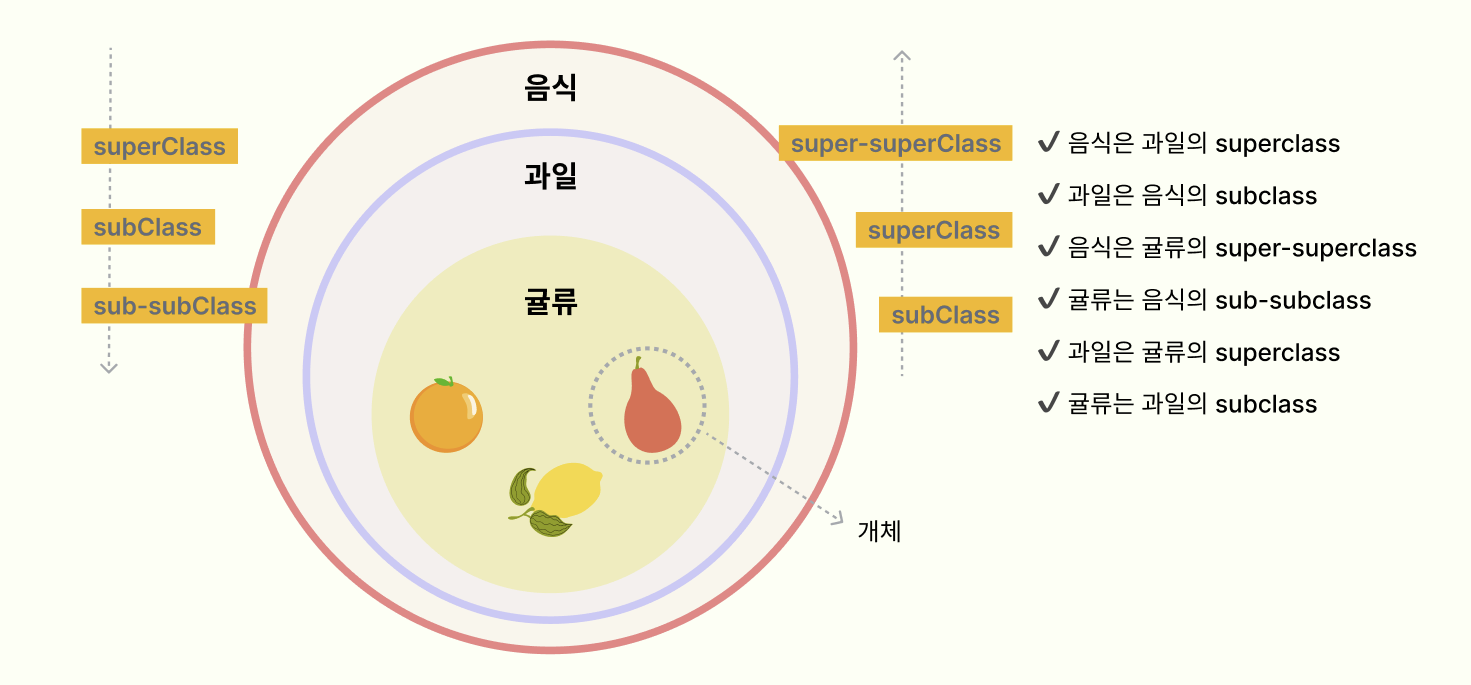 superClass
subClass
sub-subClass
음식
과일
귤류
개체
super-superClass
superClass
subClass
✔ 음식은 과일의 superclass
✔ 과일은 음식의 subclass
✔ 음식은 귤류의 super-superclass
✔ 귤류는 음식의 sub-subclass
✔ 과일은 귤류의 superclass
✔ 귤류는 과일의 subclass